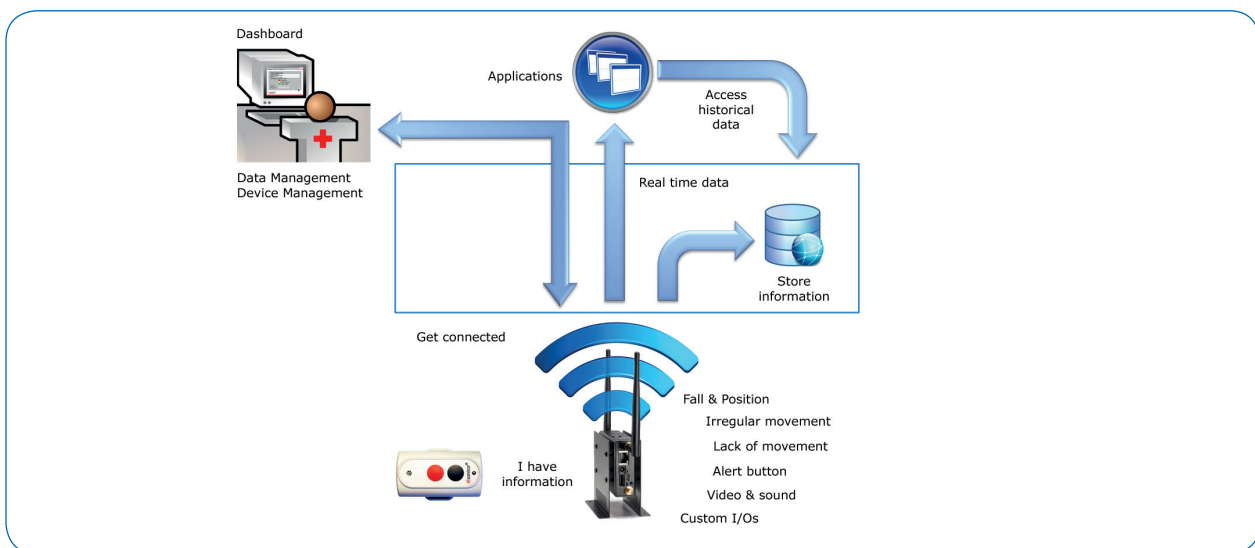 Dashboard
Applications
Access
historical
data
Data Management
Device Management
Real time data
Store
information
Get connected
Fall & Position
Irregular movement
Lack of movement
Alert button
Video & sound
Custom I/Os
I have
information